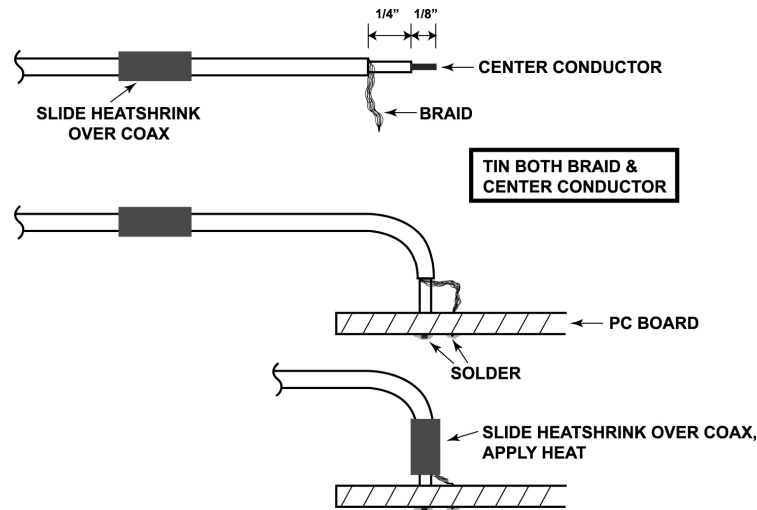 1/4” 1/8”
CENTER CONDUCTOR
SLIDE HEATSHRINK
OVER COAX
BRAID
TIN BOTH BRAID &
CENTER CONDUCTOR
PC BOARD
SOLDER
SLIDE HEATSHRINK OVER COAX,
APPLY HEAT